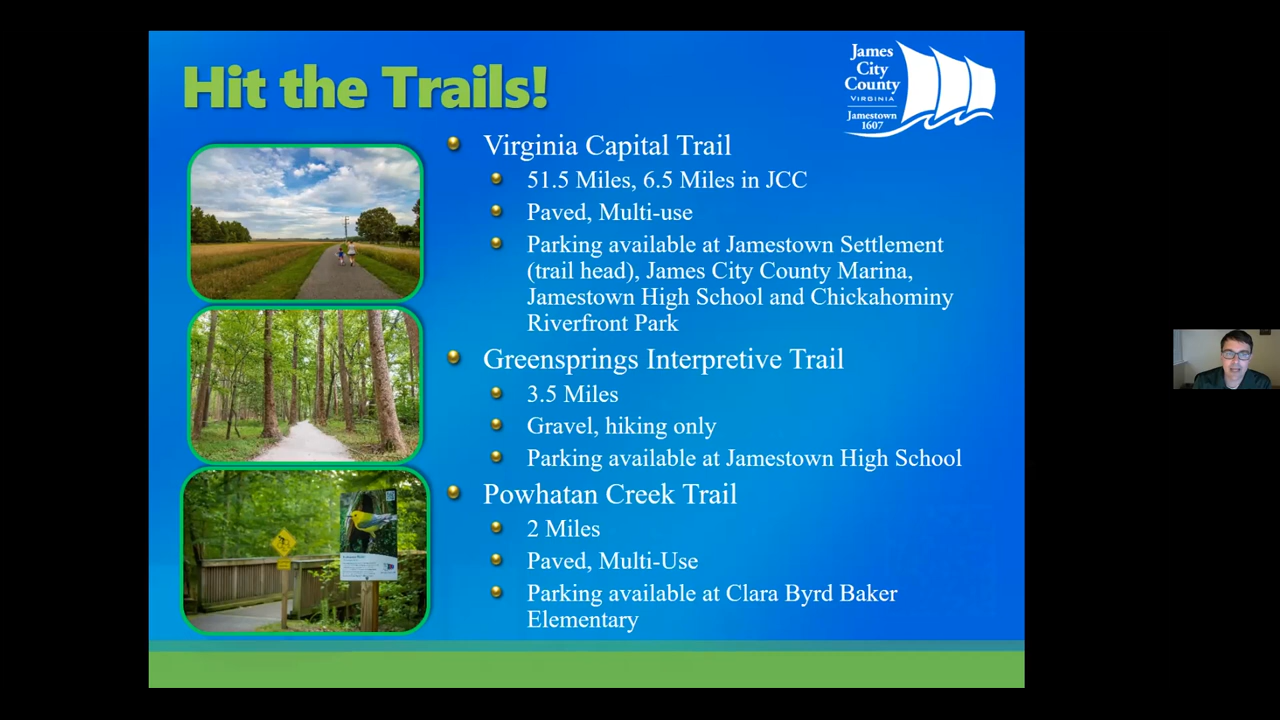 Hit the Trails!
James
City
County
VIRGINIA
Jamestown
1607
Virginia Capital Trail
51.5 Miles, 6.5 Miles in JCC
Paved, Multi-use
Parking available at Jamestown Settlement
(trail head), James City County Marina,
Jamestown High School and Chickahominy
Riverfront Park
Greensprings Interpretive Trail
3.5 Miles
Gravel, hiking only
Parking available at Jamestown High School
Powhatan Creek Trail
2 Miles
Paved, Multi-Use
Parking available at Clara Byrd Baker
Elementary